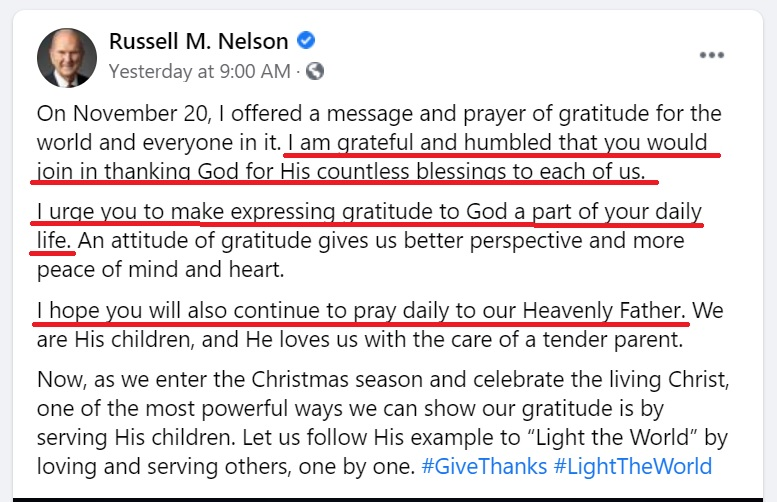 Russell M. Nelson
Yesterday at 9:00 AM ·
On November 20, I offered a message and prayer of gratitude for the
world and everyone in it. I am grateful and humbled that you would
join in thanking God for His countless blessings to each of us.
I urge you to make expressing gratitude to God a part of your daily
life. An attitude of gratitude gives us better perspective and more
peace of mind and heart.
I hope you will also continue to pray daily to our Heavenly Father. We
are His children, and He loves us with the care of a tender parent.
Now, as we enter the Christmas season and celebrate the living Christ,
one of the most powerful ways we can show our gratitude is by
serving His children. Let us follow His example to “Light the World” by
loving and serving others, one by one. #GiveThanks #LightTheWorld